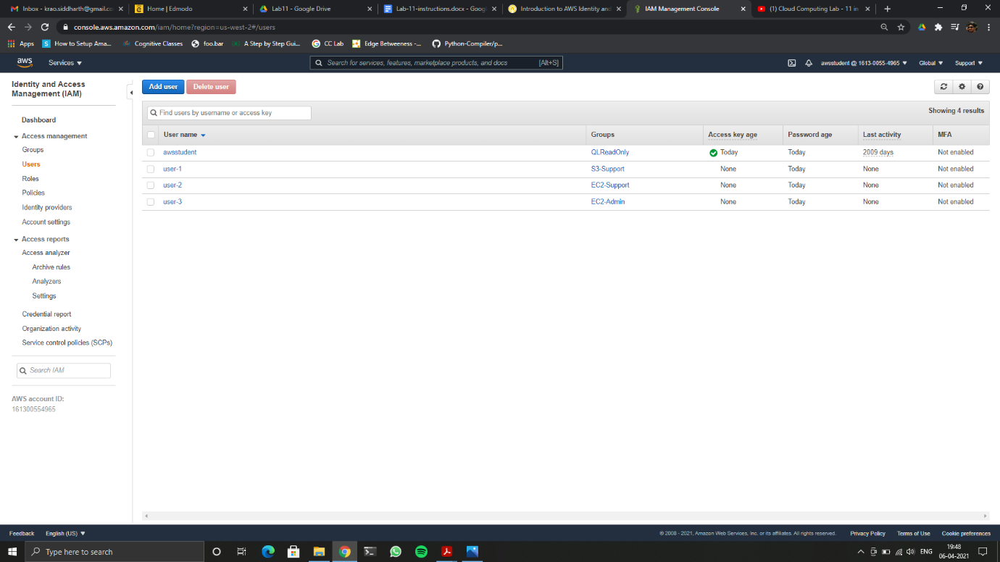 Inbox - krao.siddharth@gmail.co
Home | Edmodo
Lab11 - Google Drive
Lab-11-instructions.docx - Goog
Introduction to AWS Identity and
IAM Management Console
(1) Cloud Computing Lab - 11 in
console.aws.amazon.com/iam/home?region=us-west-2#/users
Apps
How to Setup Ama...
Cognitive Classes
foo.bar
A Step by Step Gui...
CC Lab
Edge Betweeness -...
Python-Compiler/p...
aws
Services
Search for services, features, marketplace products, and docs
[Alt+S]
awsstudent @ 1613-0055-4965
Global
Support
Identity and Access
Management (IAM)
Dashboard
Access management
Groups
Users
Roles
Policies
Identity providers
Account settings
Access reports
Access analyzer
Archive rules
Analyzers
Settings
Credential report
Organization activity
Service control policies (SCPs)
Search IAM
AWS account ID:
161300554965
Add user
Delete user
Find users by username or access key
Showing 4 results
User name Groups Access key age Password age Last activity MFA
awsstudent QLReadOnly Today Today 2009 days Not enabled
user-1 S3-Support None Today None Not enabled
user-2 EC2-Support None Today None Not enabled
user-3 EC2-Admin None Today None Not enabled
Feedback
English (US)
© 2008 - 2021, Amazon Web Services, Inc. or its affiliates. All rights reserved.
Privacy Policy
Terms of Use
Cookie preferences
Type here to search
ENG
19:48
06-04-2021